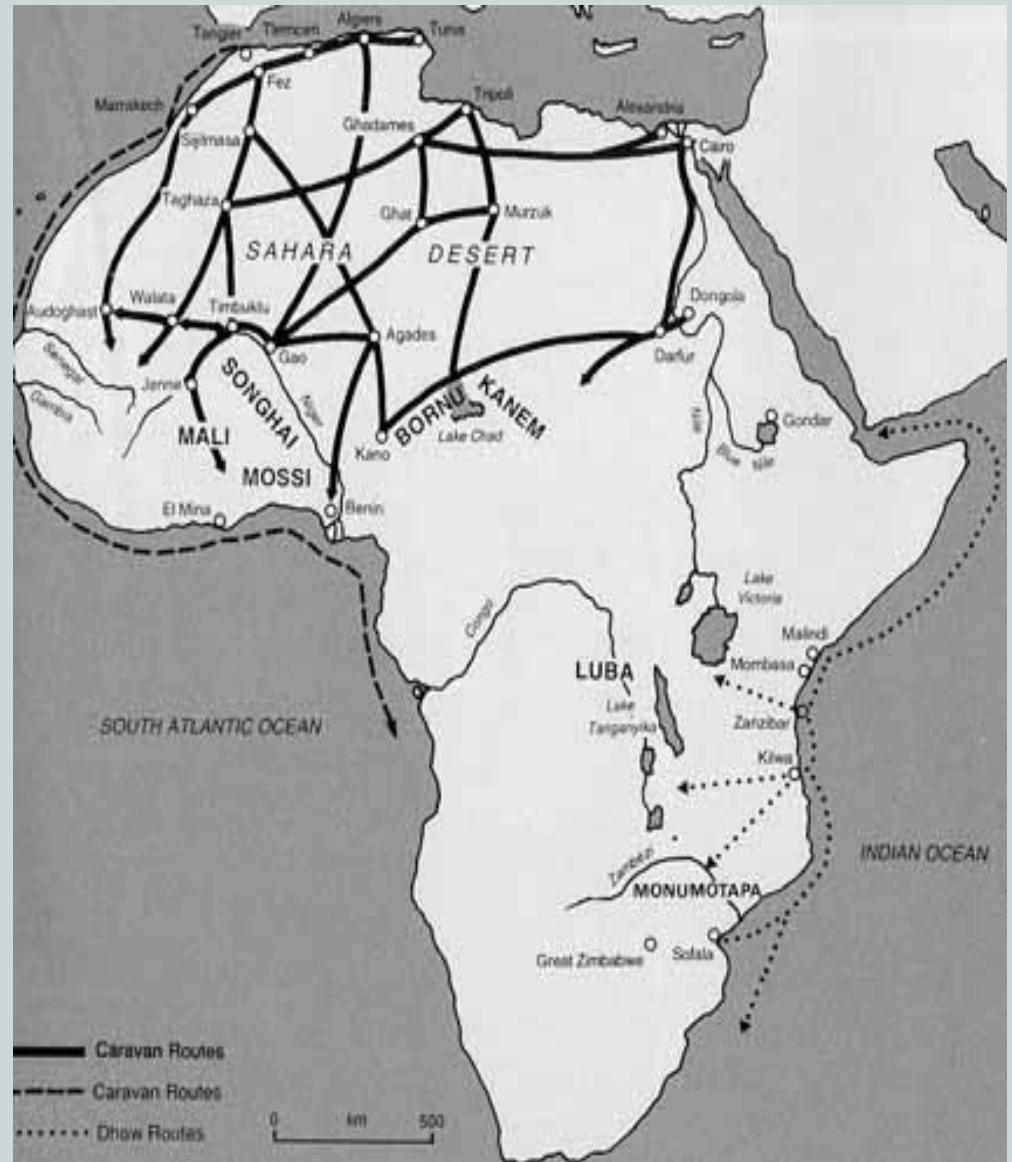 Tangier
Tlemcen
Algiers
Tunis
Fez
Marrakech
Tripoli
Alexandria
Sijilmasa
Ghadames
Cairo
Teghaza
Ghat
Murzuk
SAHARA DESERT
Audoghast
Walata
Timbuktu
Dongola
Gao
Agades
Darfur
Senegal
Gambia
Jenne
SONGHAI
Niger
BORNU
KANEM
Lake Chad
Nile
Blue Nile
Gondar
MALI
Kano
MOSSI
El Mina
Benin
Congo
Lake
Victoria
Malindi
LUBA
Mombasa
Lake
Tanganyika
Zanzibar
SOUTH ATLANTIC OCEAN
Kilwa
INDIAN OCEAN
Zambezi
MONUMOTAPA
Great Zimbabwe
Sofala
Caravan Routes
Caravan Routes
Dhow Routes
0 km 500